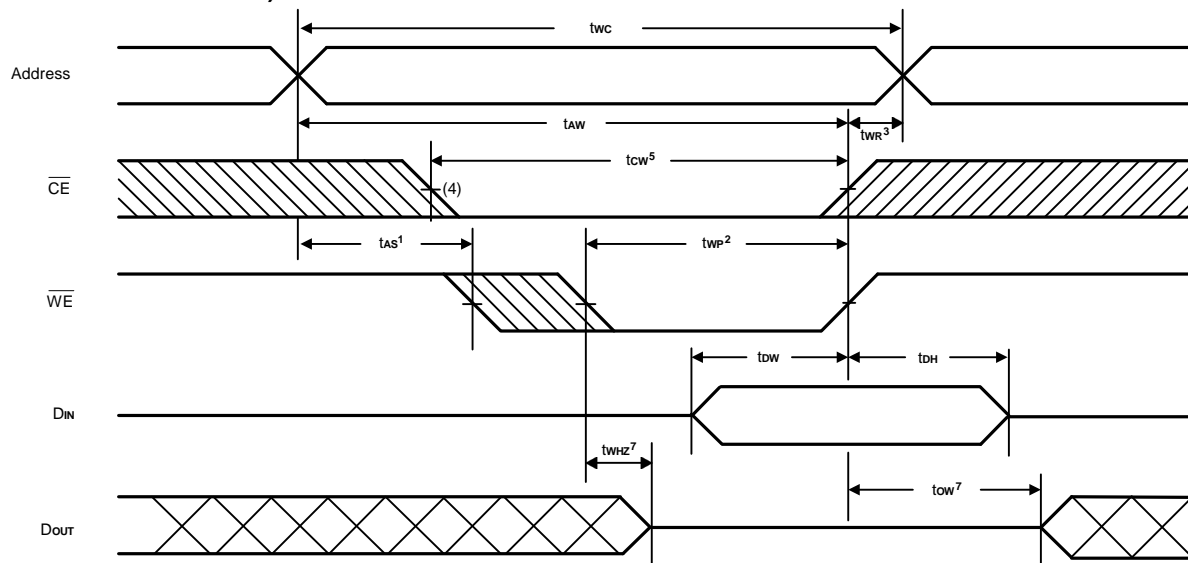 tWC
Address
tAW
tWR3
tCW5
CE
(4)
tAS1
tWP2
WE
tDW
tDH
DIN
tWHZ7
tOW7
DOUT